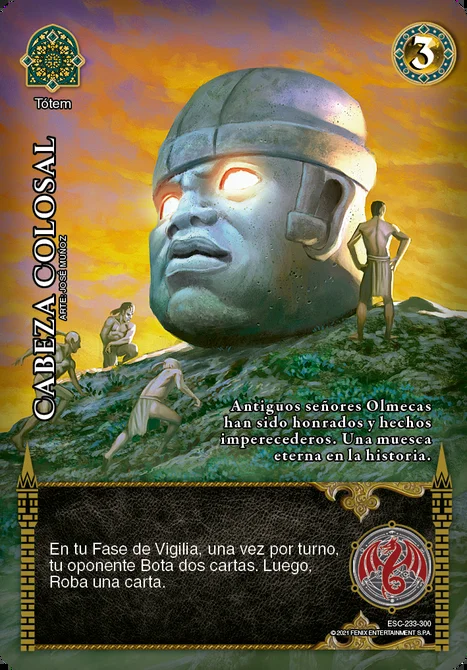 3
Tótem
CABEZA COLOSAL
ARTE: JOSÉ MUÑOZ
Antiguos señores Olmecas
han sido honrados y hechos
imperecederos. Una muesca
eterna en la historia.
En tu Fase de Vigilia, una vez por turno,
tu oponente Bota dos cartas. Luego,
Roba una carta.
ESC-233-300
©2021 FENIX ENTERTAINMENT S.P.A.